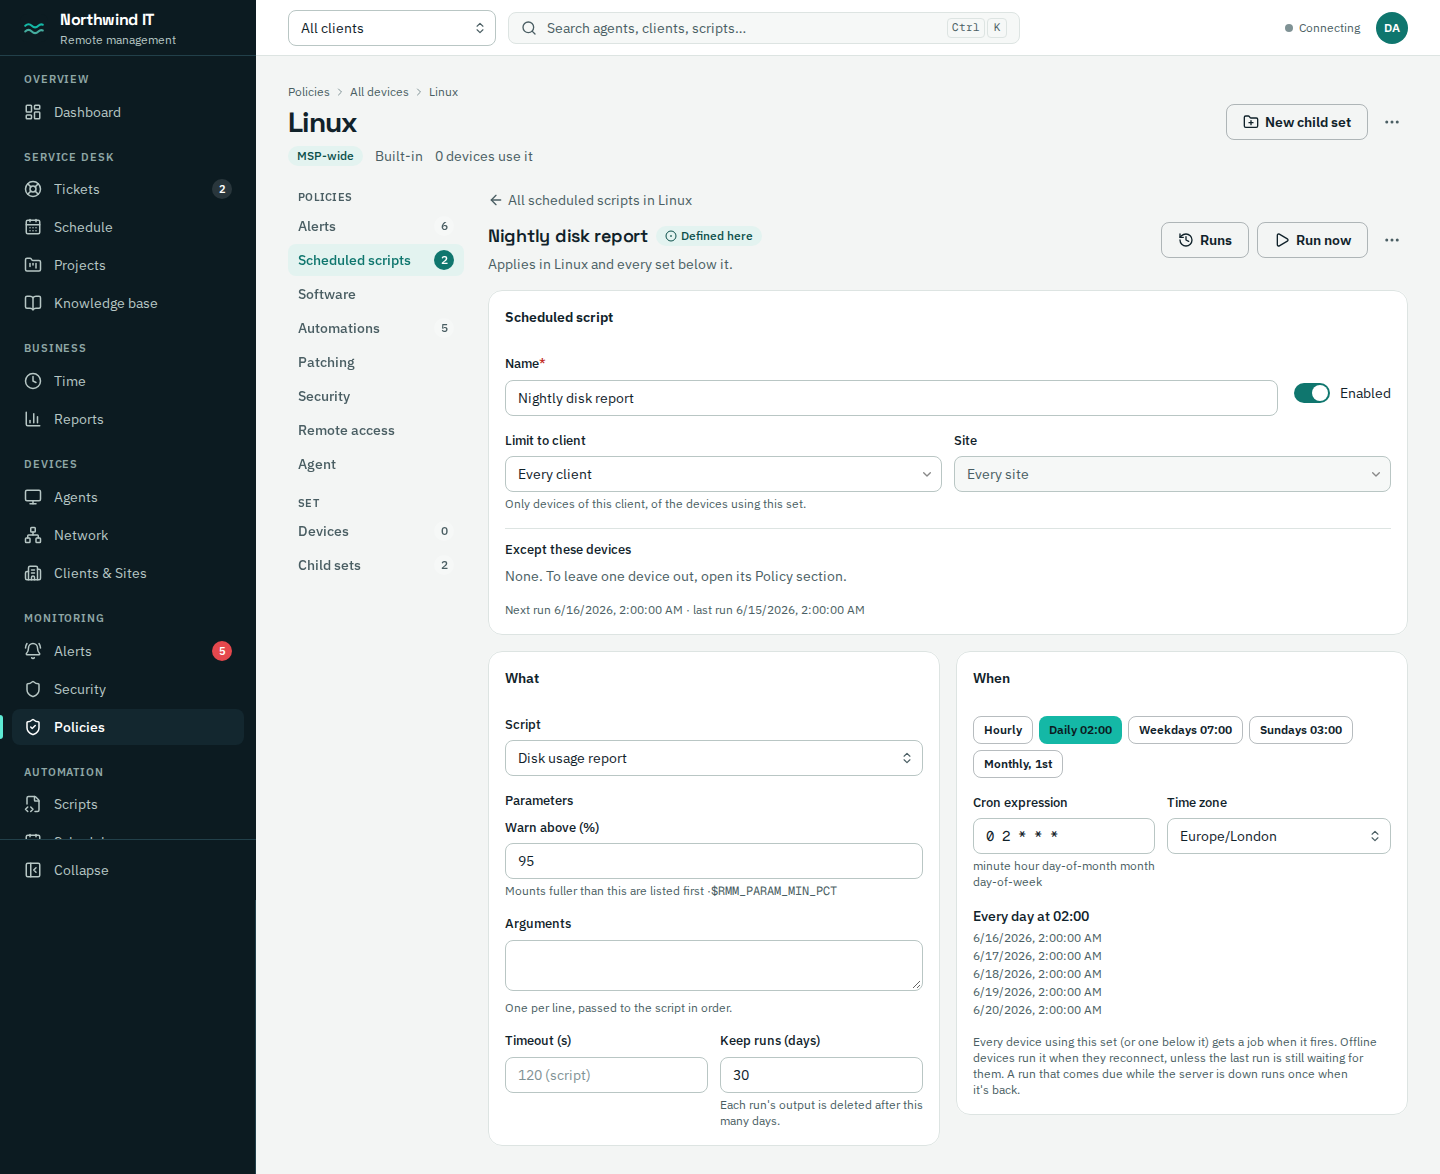 Northwind IT
Remote management
All clients
Search agents, clients, scripts...
Ctrl K
Connecting
DA
OVERVIEW
Dashboard
SERVICE DESK
Tickets 2
Schedule
Projects
Knowledge base
BUSINESS
Time
Reports
DEVICES
Agents
Network
Clients & Sites
MONITORING
Alerts 5
Security
Policies
AUTOMATION
Scripts
Collapse
Policies > All devices > Linux
Linux
New child set
MSP-wide Built-in 0 devices use it
POLICIES
Alerts 6
Scheduled scripts 2
Software
Automations 5
Patching
Security
Remote access
Agent
SET
Devices 0
Child sets 2
All scheduled scripts in Linux
Nightly disk report
Defined here
Runs
Run now
Applies in Linux and every set below it.
Scheduled script
Name*
Nightly disk report
Enabled
Limit to client
Site
Every client
Every site
Only devices of this client, of the devices using this set.
Except these devices
None. To leave one device out, open its Policy section.
Next run 6/16/2026, 2:00:00 AM · last run 6/15/2026, 2:00:00 AM
What
Script
Disk usage report
Parameters
Warn above (%)
95
Mounts fuller than this are listed first ·$RMM_PARAM_MIN_PCT
Arguments
One per line, passed to the script in order.
Timeout (s)
Keep runs (days)
120 (script)
30
Each run's output is deleted after this
many days.
When
Hourly
Daily 02:00
Weekdays 07:00
Sundays 03:00
Monthly, 1st
Cron expression
Time zone
0 2 * * *
Europe/London
minute hour day-of-month month
day-of-week
Every day at 02:00
6/16/2026, 2:00:00 AM
6/17/2026, 2:00:00 AM
6/18/2026, 2:00:00 AM
6/19/2026, 2:00:00 AM
6/20/2026, 2:00:00 AM
Every device using this set (or one below it) gets a job when it fires. Offline
devices run it when they reconnect, unless the last run is still waiting for
them. A run that comes due while the server is down runs once when
it's back.